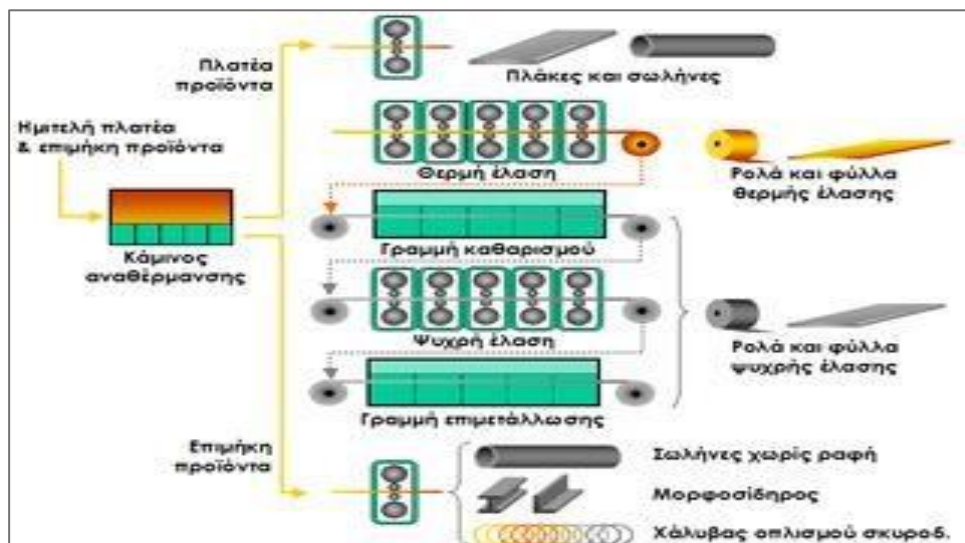 Πλατέα
προϊόντα
Πλάκες και σωλήνες
Ημιτελή πλατέα
& επιμήκη προϊόντα
Θερμή έλαση
Ρολά και φύλλα
θερμής έλασης
Κάμινος
αναθέρμανσης
Γραμμή καθαρισμού
Ψυχρή έλαση
Ρολά και φύλλα
ψυχρής έλασης
Γραμμή επιμετάλλωσης
Επιμήκη
προϊόντα
Σωλήνες χωρίς ραφή
Μορφοσίδηρος
Χάλυβας οπλισμού σκυροδ.